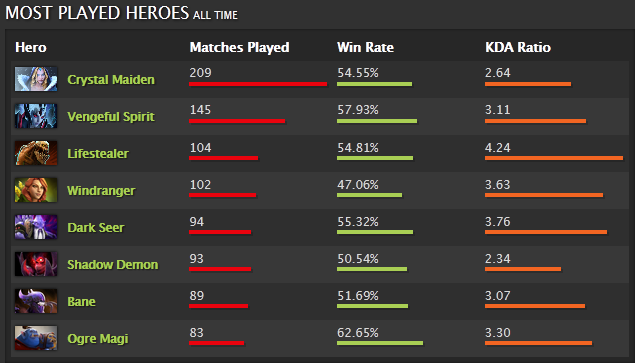 MOST PLAYED HEROES ALL TIME
Hero Matches Played Win Rate KDA Ratio
Crystal Maiden 209 54.55% 2.64
Vengeful Spirit 145 57.93% 3.11
Lifestealer 104 54.81% 4.24
Windranger 102 47.06% 3.63
Dark Seer 94 55.32% 3.76
Shadow Demon 93 50.54% 2.34
Bane 89 51.69% 3.07
Ogre Magi 83 62.65% 3.30